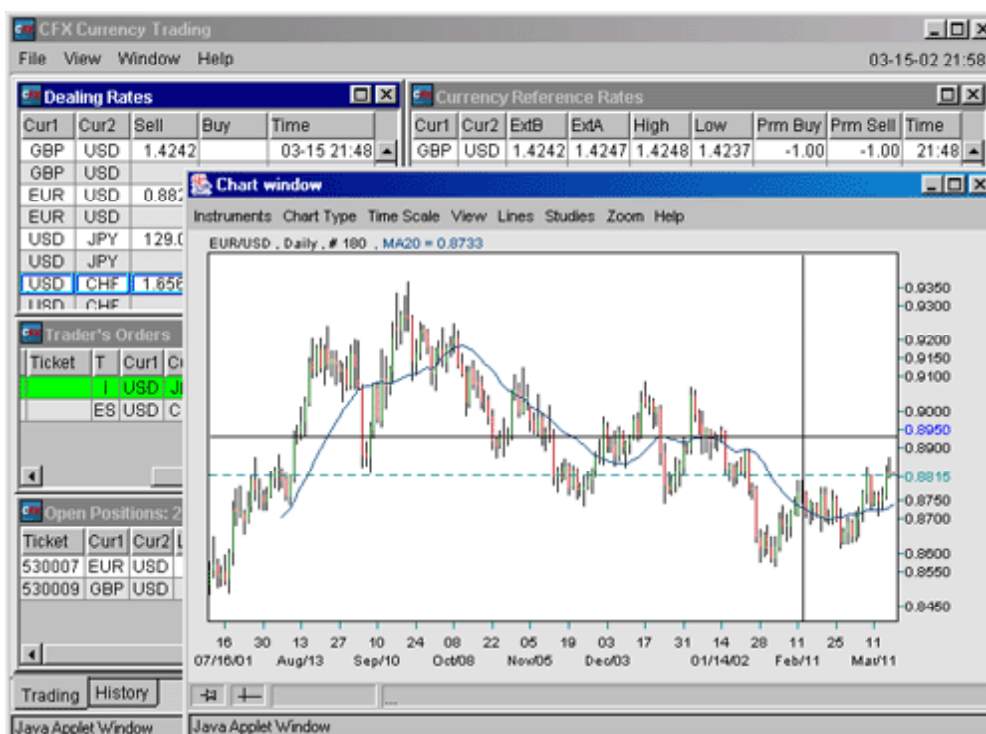 CFX Currency Trading
File View Window Help 03-15-02 21:58
Dealing Rates
Cur1 Cur2 Sell Buy Time
GBP USD 1.4242 03-15 21:48
GBP USD
EUR USD 0.882
EUR USD
USD JPY 129.0
USD JPY
USD CHF 1.656
USD CHF
Currency Reference Rates
Cur1 Cur2 ExtB ExtA High Low Prm Buy Prm Sell Time
GBP USD 1.4242 1.4247 1.4248 1.4237 -1.00 -1.00 21:48
Trader's Orders
Ticket T Cur1
I USD
ES USD C
Open Positions: 2
Ticket Cur1 Cur2
530007 EUR USD
530009 GBP USD
Trading History
Java Applet Window
Chart window
Instruments Chart Type Time Scale View Lines Studies Zoom Help
EUR/USD , Daily , # 180 , MA20 = 0.8733
0.9350
0.9300
0.9200
0.9150
0.9100
0.9000
0.8950
0.8900
0.8815
0.8750
0.8700
0.8600
0.8550
0.8450
16 30 13 27 10 24 08 22 05 19 03 17 31 14 28 11 25 11
07/16/01 Aug/13 Sep/10 Oct/08 Nov/05 Dec/03 01/14/02 Feb/11 Mar/11
...
Java Applet Window